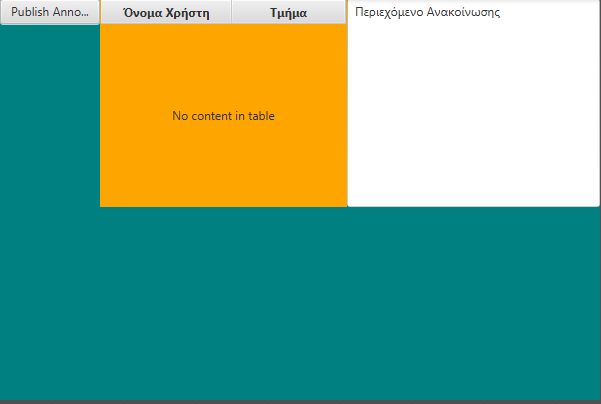 Publish Anno...
Όνομα Χρήστη
Τμήμα
Περιεχόμενο Ανακοίνωσης
No content in table